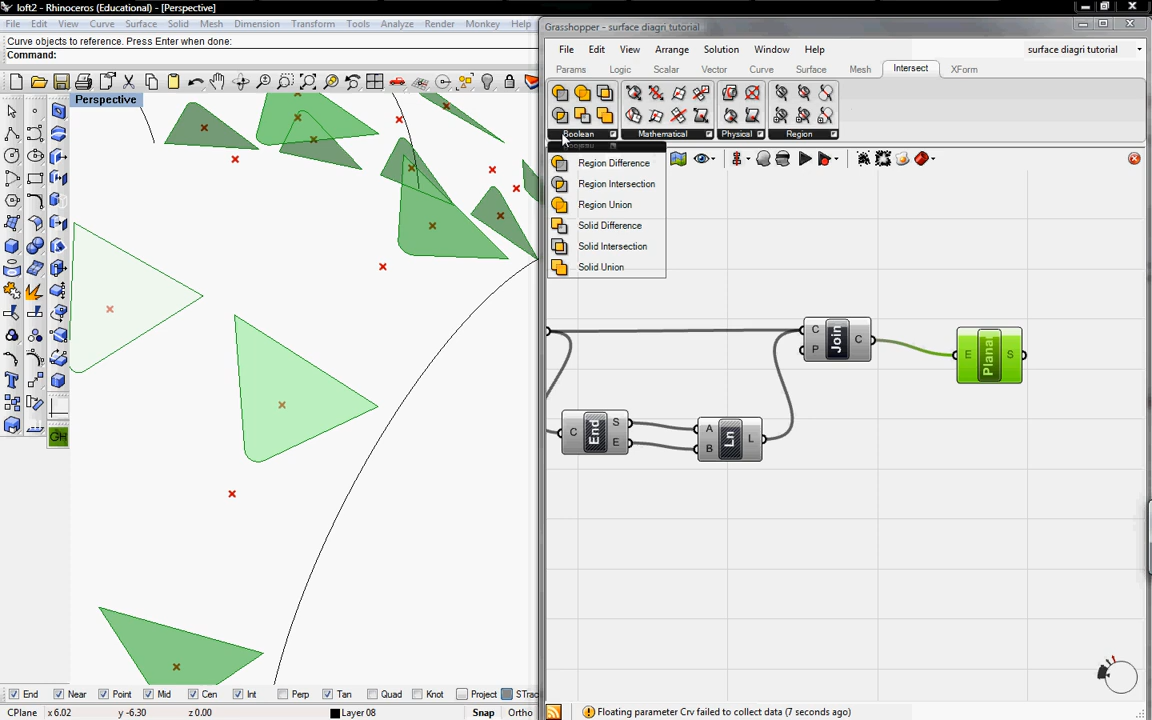 loft2 - Rhinoceros (Educational) - [Perspective]
File Edit View Curve Surface Solid Mesh Dimension Transform Tools Analyze Render Monkey Help
Curve objects to reference. Press Enter when done:
Command:
Perspective
Grasshopper - surface diagri tutorial
File Edit View Arrange Solution Window Help
surface diagri tutorial
Params Logic Scalar Vector Curve Surface Mesh Intersect XForm
Boolean Mathematical Physical Region
Region Difference
Region Intersection
Region Union
Solid Difference
Solid Intersection
Solid Union
C P Join C
E Planar S
C End S E
A B Ln L
GH
End Near Point Mid Cen Int Perp Tan Quad Knot Project STrac
CPlane x 6.02 y -6.30 z 0.00 Layer 08 Snap Ortho
Floating parameter Crv failed to collect data (7 seconds ago)